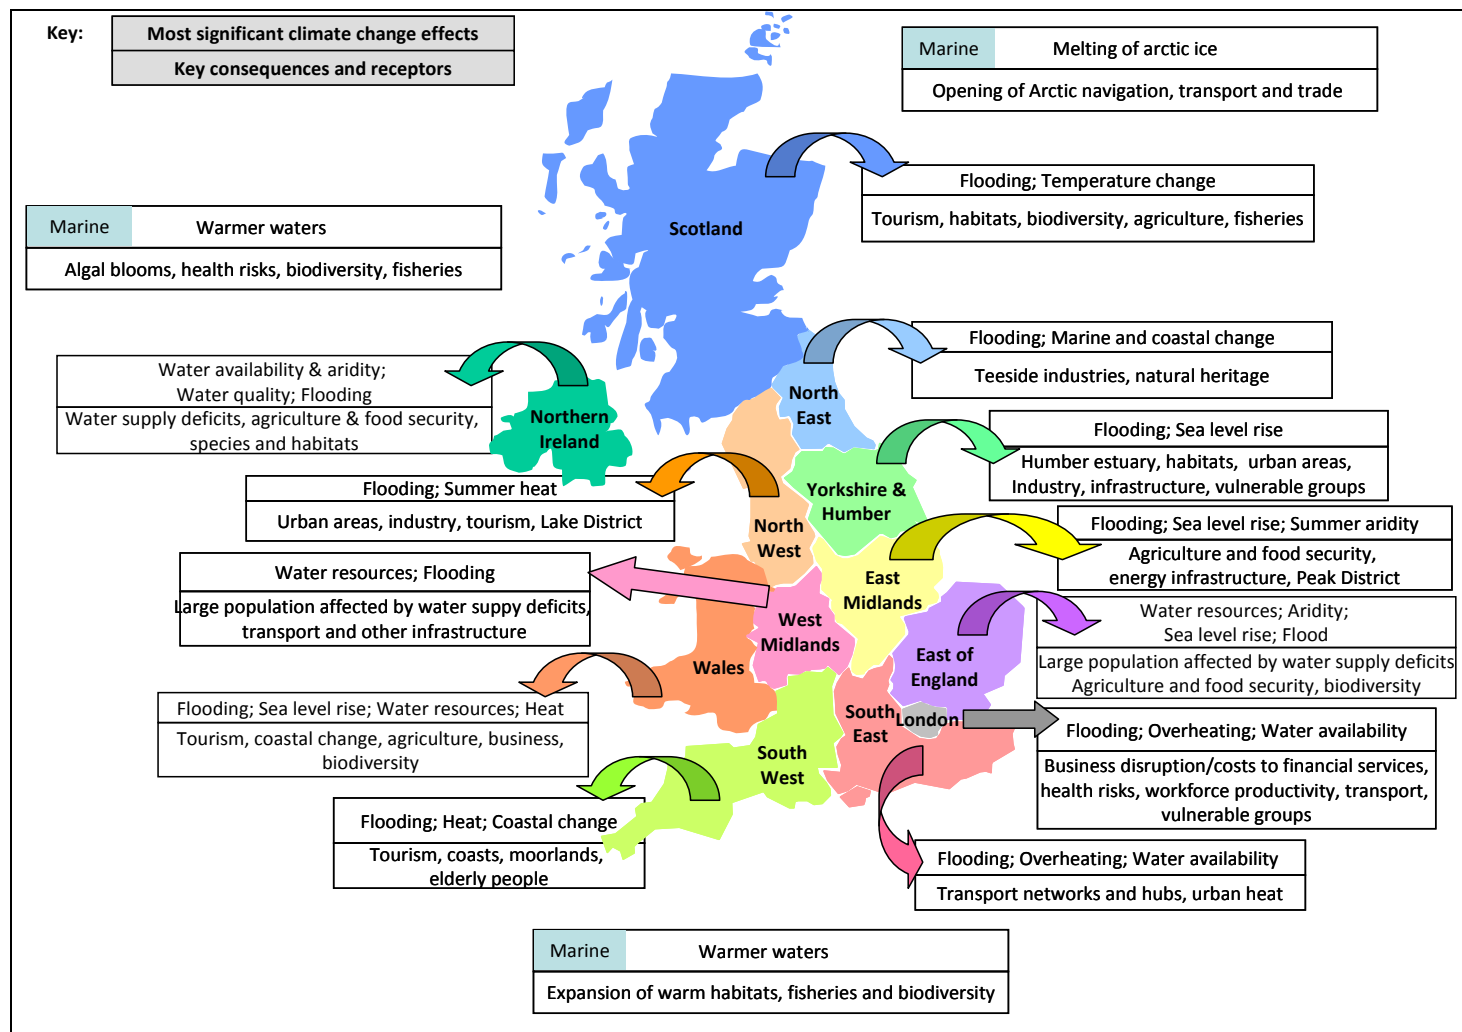 Key:
Most significant climate change effects
Key consequences and receptors
Marine
Melting of arctic ice
Opening of Arctic navigation, transport and trade
Flooding; Temperature change
Tourism, habitats, biodiversity, agriculture, fisheries
Scotland
Marine
Warmer waters
Algal blooms, health risks, biodiversity, fisheries
Flooding; Marine and coastal change
Teeside industries, natural heritage
North
East
Water availability & aridity;
Water quality; Flooding
Water supply deficits, agriculture & food security,
species and habitats
Northern
Ireland
Flooding; Sea level rise
Humber estuary, habitats, urban areas,
Industry, infrastructure, vulnerable groups
Yorkshire &
Humber
Flooding; Summer heat
Urban areas, industry, tourism, Lake District
North
West
Flooding; Sea level rise; Summer aridity
Agriculture and food security,
energy infrastructure, Peak District
East
Midlands
Water resources; Flooding
Large population affected by water supply deficits,
transport and other infrastructure
West
Midlands
Water resources; Aridity;
Sea level rise; Flood
Large population affected by water supply deficits
Agriculture and food security, biodiversity
East of
England
Wales
Flooding; Sea level rise; Water resources; Heat
Tourism, coastal change, agriculture, business,
biodiversity
South
East
London
Flooding; Overheating; Water availability
Business disruption/costs to financial services,
health risks, workforce productivity, transport,
vulnerable groups
South
West
Flooding; Heat; Coastal change
Tourism, coasts, moorlands,
elderly people
Flooding; Overheating; Water availability
Transport networks and hubs, urban heat
Marine
Warmer waters
Expansion of warm habitats, fisheries and biodiversity